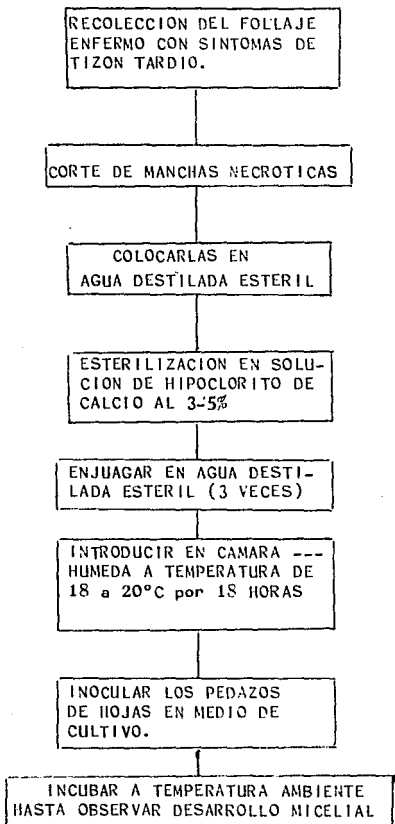 RECOLECCION DEL FOLLAJE
ENFERMO CON SINTOMAS DE
TIZON TARDIO.
CORTE DE MANCHAS NECROTICAS
COLOCARLAS EN
AGUA DESTILADA ESTERIL
ESTERILIZACION EN SOLU-
CION DE HIPOCLORITO DE
CALCIO AL 3-5%
ENJUAGAR EN AGUA DESTI-
LADA ESTERIL (3 VECES)
INTRODUCIR EN CAMARA ---
HUMEDA A TEMPERATURA DE
18 a 20°C por 18 HORAS
INOCULAR LOS PEDAZOS
DE HOJAS EN MEDIO DE
CULTIVO.
INCUBAR A TEMPERATURA AMBIENTE
HASTA OBSERVAR DESARROLLO MICELIAL